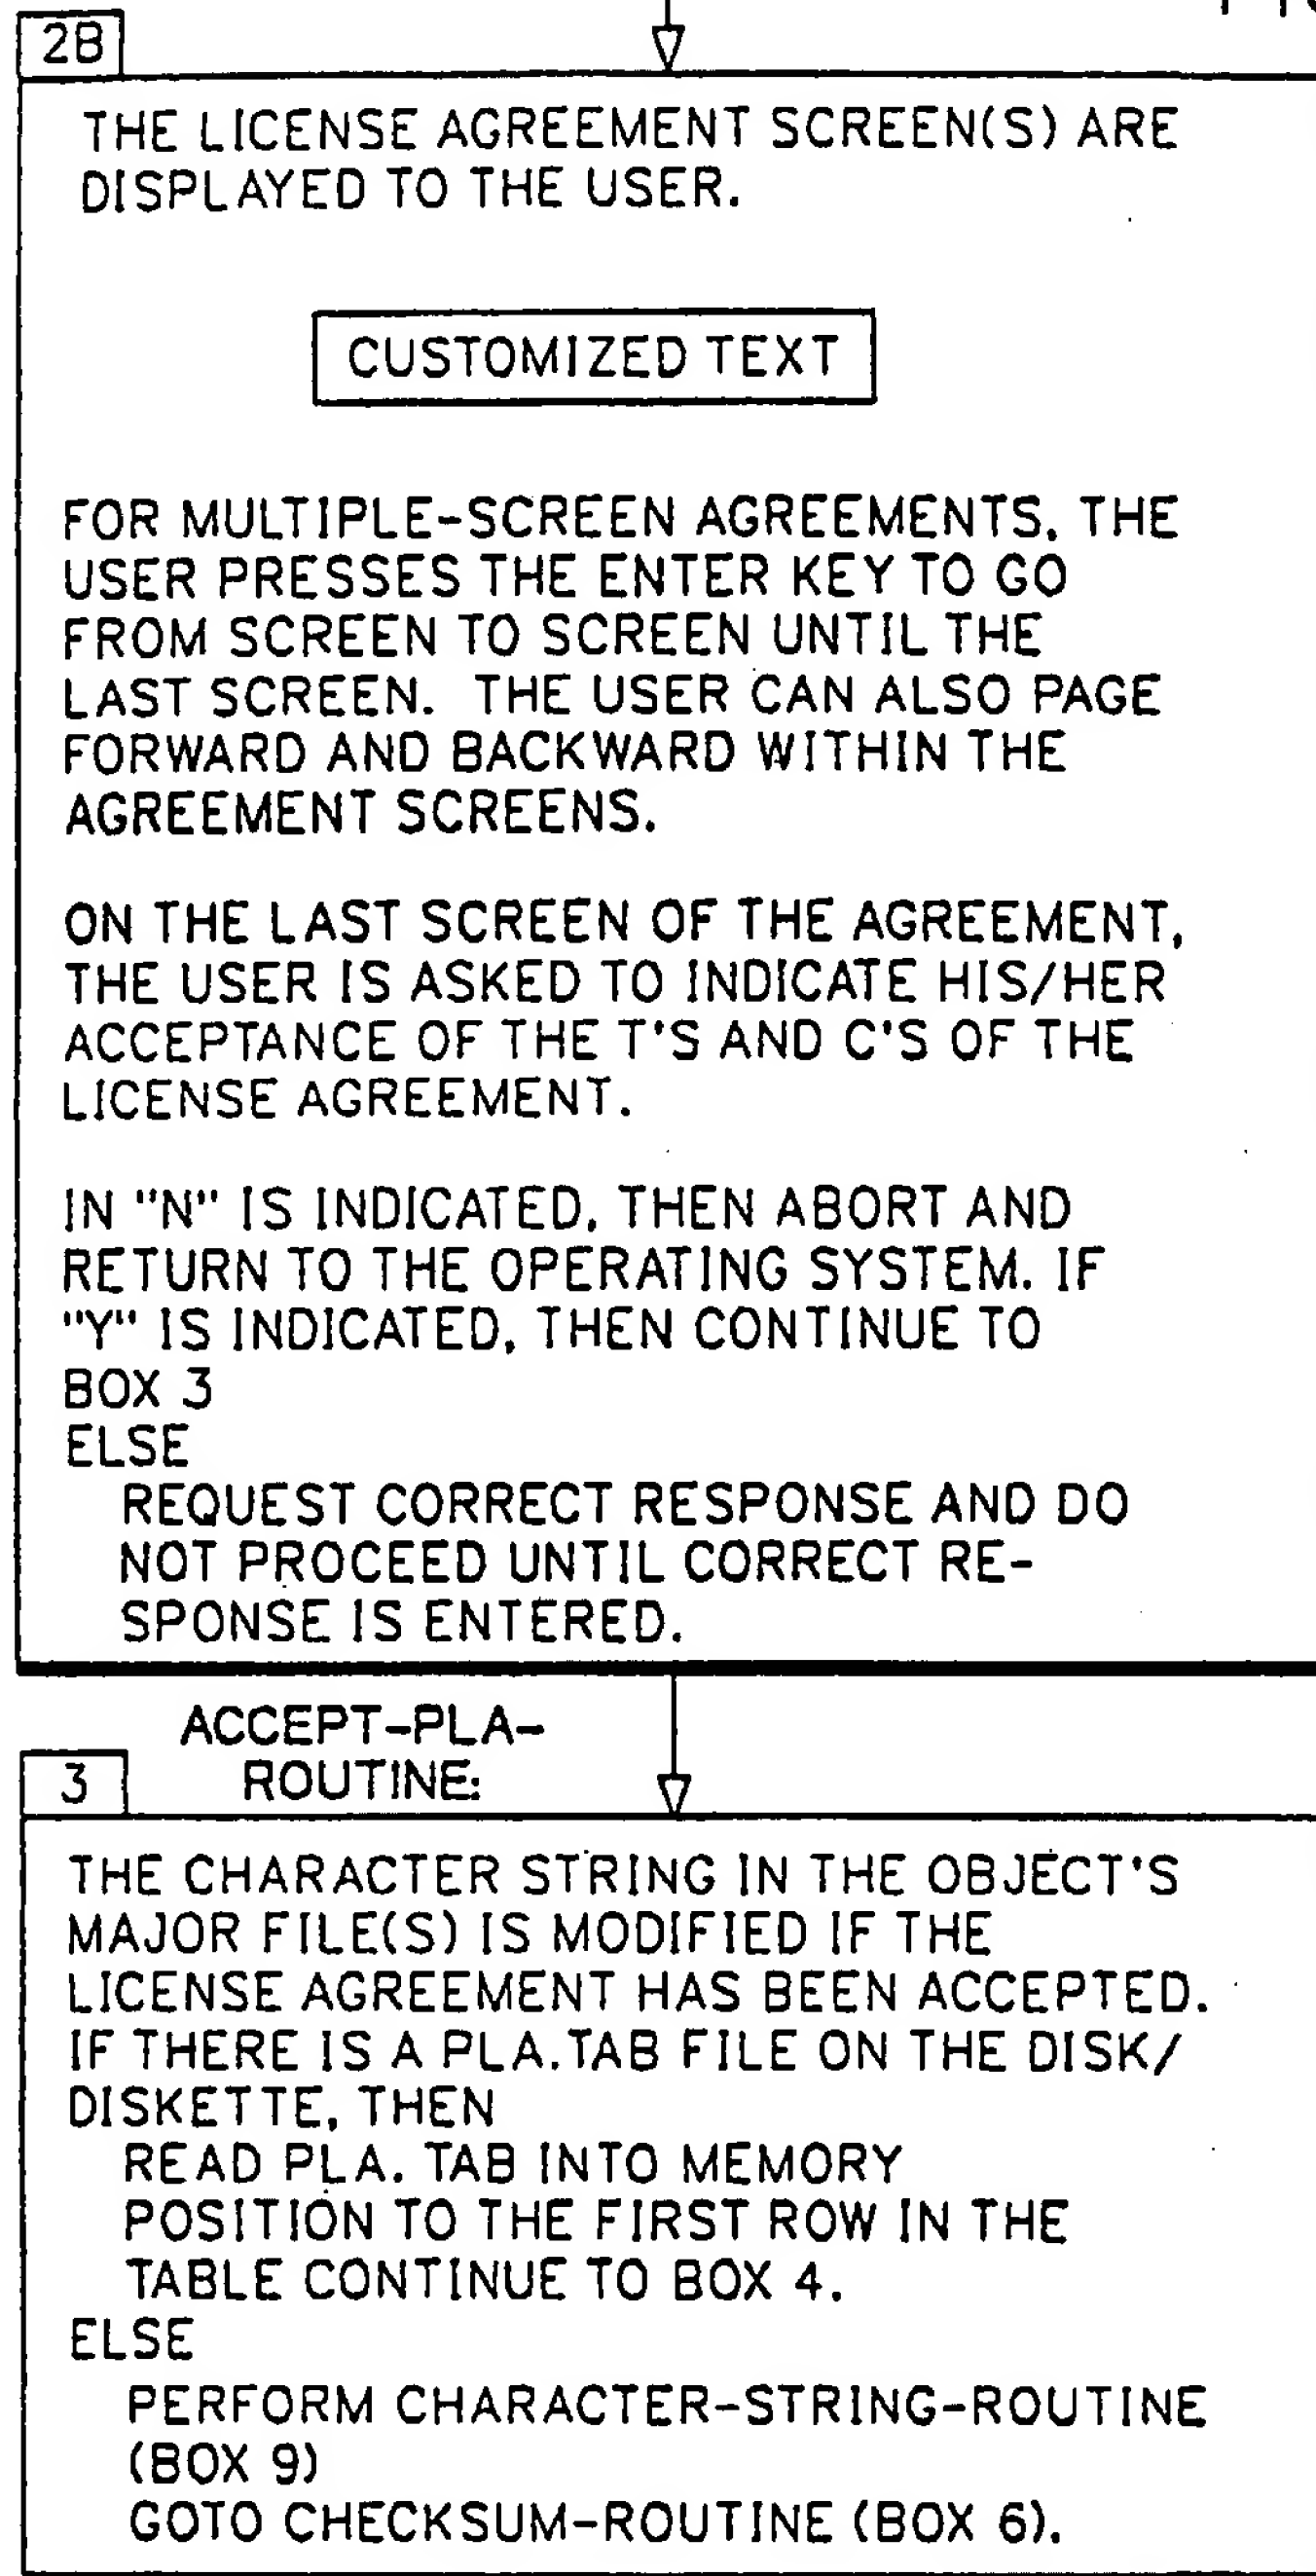 2B
THE LICENSE AGREEMENT SCREEN(S) ARE
DISPLAYED TO THE USER.
CUSTOMIZED TEXT
FOR MULTIPLE-SCREEN AGREEMENTS, THE
USER PRESSES THE ENTER KEY TO GO
FROM SCREEN TO SCREEN UNTIL THE
LAST SCREEN. THE USER CAN ALSO PAGE
FORWARD AND BACKWARD WITHIN THE
AGREEMENT SCREENS.
ON THE LAST SCREEN OF THE AGREEMENT,
THE USER IS ASKED TO INDICATE HIS/HER
ACCEPTANCE OF THE T'S AND C'S OF THE
LICENSE AGREEMENT.
IN "N" IS INDICATED, THEN ABORT AND
RETURN TO THE OPERATING SYSTEM. IF
"Y" IS INDICATED, THEN CONTINUE TO
BOX 3
ELSE
REQUEST CORRECT RESPONSE AND DO
NOT PROCEED UNTIL CORRECT RE-
SPONSE IS ENTERED.
ACCEPT-PLA-
ROUTINE:
3
THE CHARACTER STRING IN THE OBJECT'S
MAJOR FILE(S) IS MODIFIED IF THE
LICENSE AGREEMENT HAS BEEN ACCEPTED.
IF THERE IS A PLA.TAB FILE ON THE DISK/
DISKETTE, THEN
READ PLA. TAB INTO MEMORY
POSITION TO THE FIRST ROW IN THE
TABLE CONTINUE TO BOX 4.
ELSE
PERFORM CHARACTER-STRING-ROUTINE
(BOX 9)
GOTO CHECKSUM-ROUTINE (BOX 6).